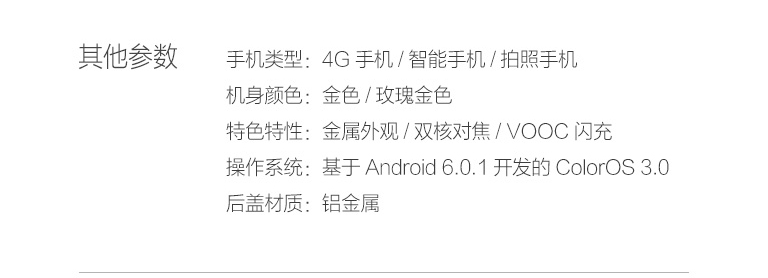 其他参数
手机类型：4G 手机 / 智能手机 / 拍照手机
机身颜色：金色 / 玫瑰金色
特色特性：金属外观 / 双核对焦 / VOOC 闪充
操作系统：基于 Android 6.0.1 开发的 ColorOS 3.0
后盖材质：铝金属